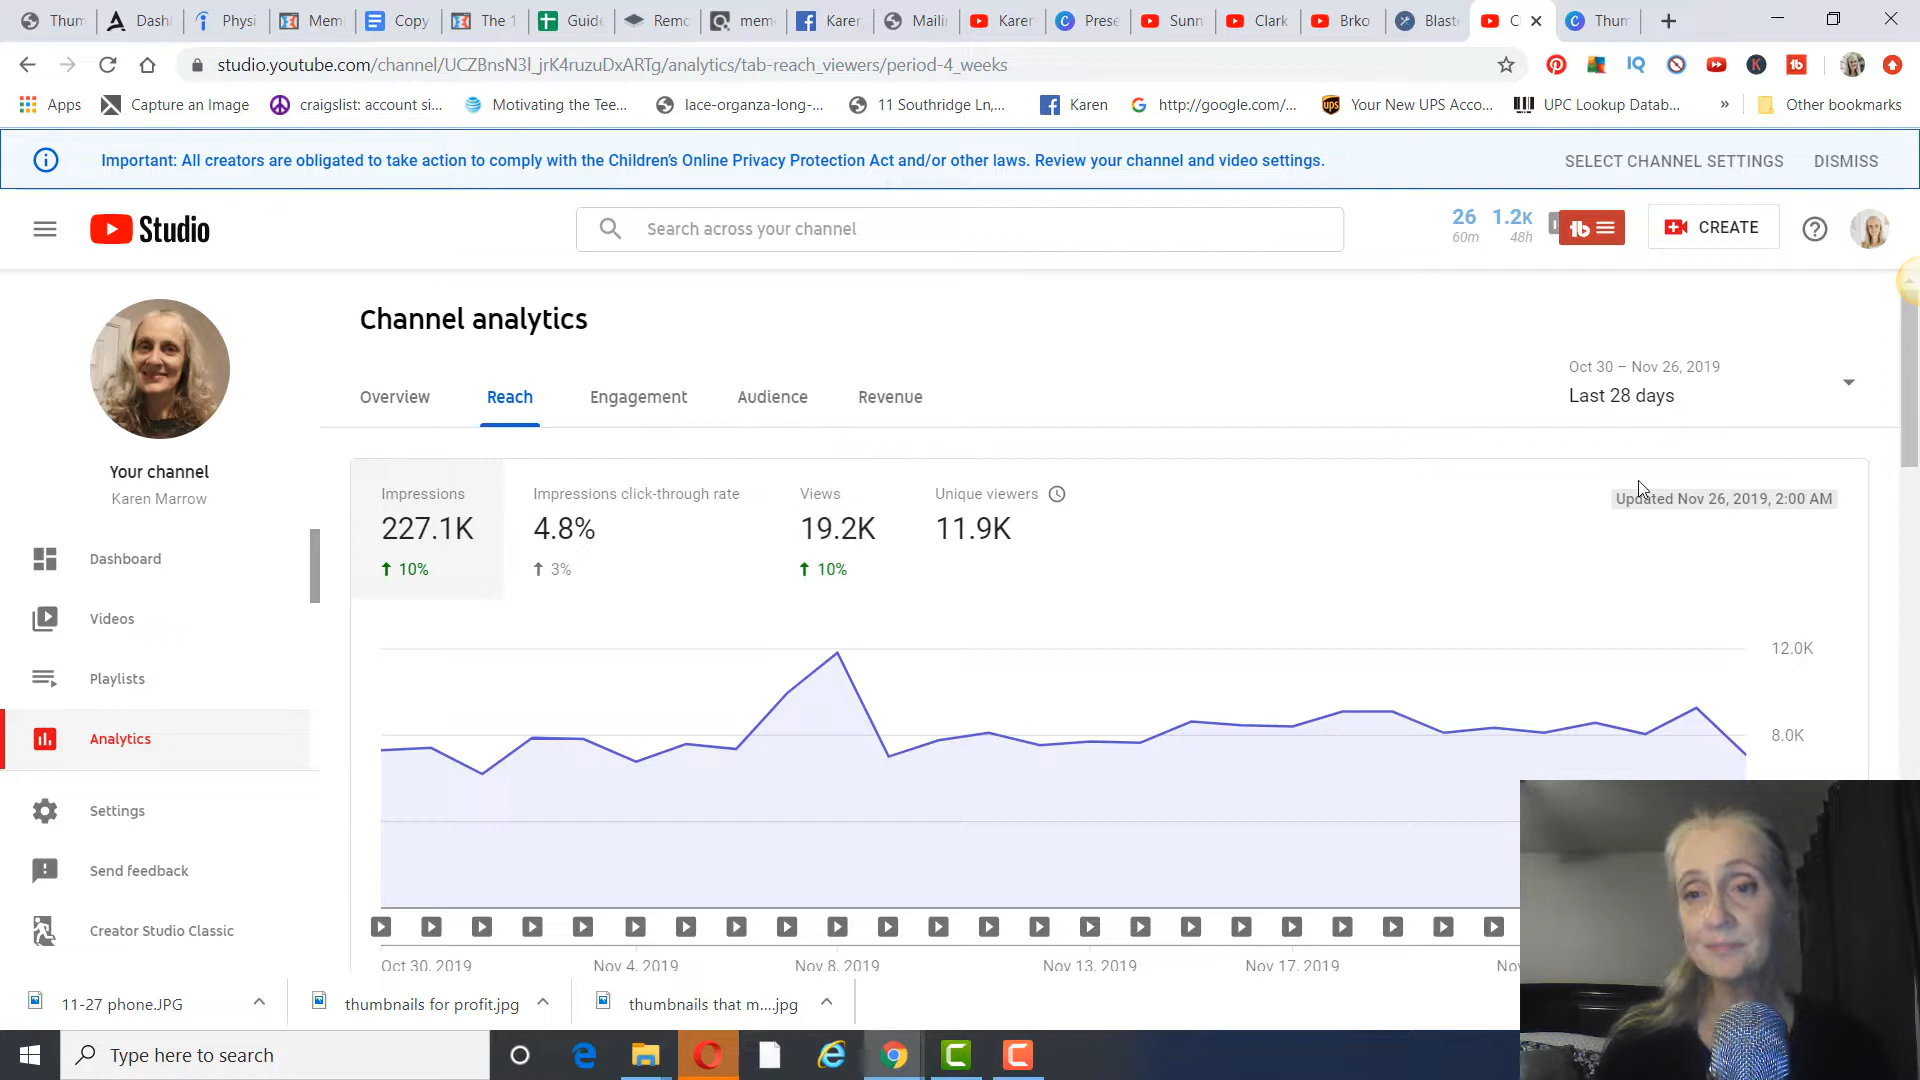 Thum
Dash
Physi
Mem
Copy
The 1
Guide
Remo
mem
Karen
Mailin
Karen
Prese
Sunn
Clark
Brko
Blaste
C
Thum
studio.youtube.com/channel/UCZBnsN3l_jrK4ruzuDxARTg/analytics/tab-reach_viewers/period-4_weeks
Apps
Capture an Image
craigslist: account si...
Motivating the Tee...
lace-organza-long-...
11 Southridge Ln,...
Karen
http://google.com/...
Your New UPS Acco...
UPC Lookup Datab...
»
Other bookmarks
Important: All creators are obligated to take action to comply with the Children's Online Privacy Protection Act and/or other laws. Review your channel and video settings.
SELECT CHANNEL SETTINGS
DISMISS
Studio
Search across your channel
26
60m
1.2K
48h
CREATE
Channel analytics
Overview
Reach
Engagement
Audience
Revenue
Oct 30 – Nov 26, 2019
Last 28 days
Your channel
Karen Marrow
Dashboard
Videos
Playlists
Analytics
Settings
Send feedback
Creator Studio Classic
Impressions
227.1K
10%
Impressions click-through rate
4.8%
3%
Views
19.2K
10%
Unique viewers
11.9K
Updated Nov 26, 2019, 2:00 AM
12.0K
8.0K
Oct 30, 2019
Nov 4, 2019
Nov 8, 2019
Nov 13, 2019
Nov 17, 2019
11-27 phone.JPG
thumbnails for profit.jpg
thumbnails that m....jpg
Type here to search